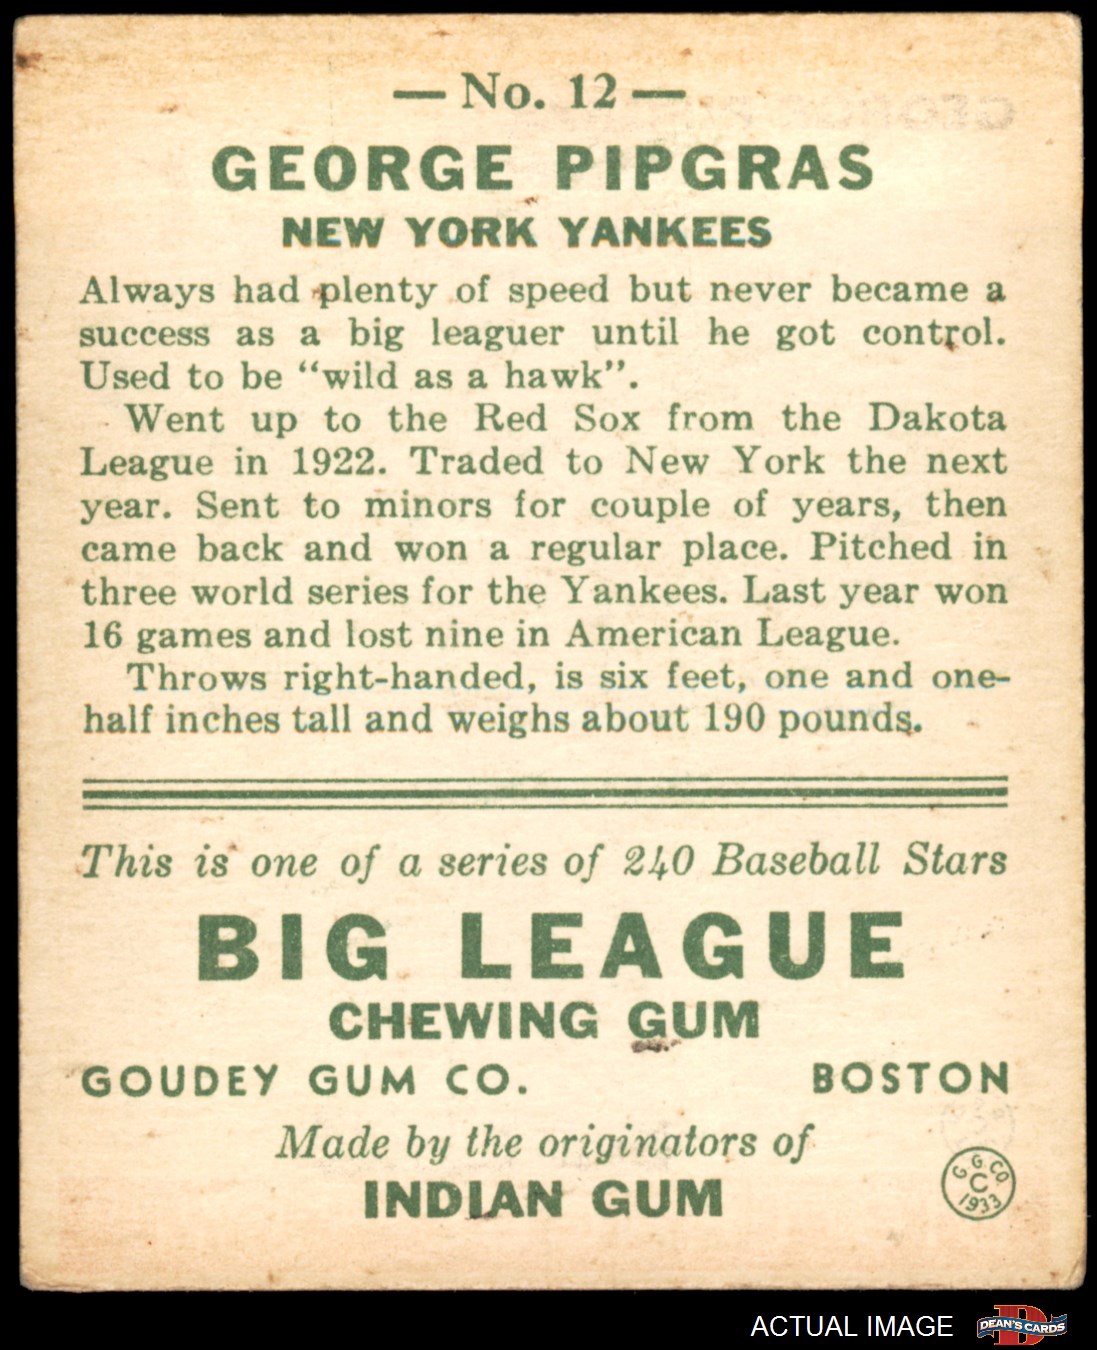 — No. 12 —
GEORGE PIPGRAS
NEW YORK YANKEES
Always had plenty of speed but never became a
success as a big leaguer until he got control.
Used to be “wild as a hawk”.
Went up to the Red Sox from the Dakota
League in 1922. Traded to New York the next
year. Sent to minors for couple of years, then
came back and won a regular place. Pitched in
three world series for the Yankees. Last year won
16 games and lost nine in American League.
Throws right-handed, is six feet, one and one-
half inches tall and weighs about 190 pounds.
This is one of a series of 240 Baseball Stars
BIG LEAGUE
CHEWING GUM
GOUDEY GUM CO. BOSTON
Made by the originators of
INDIAN GUM
G. G. CO.
C
1933
ACTUAL IMAGE
D
DEAN'S CARDS